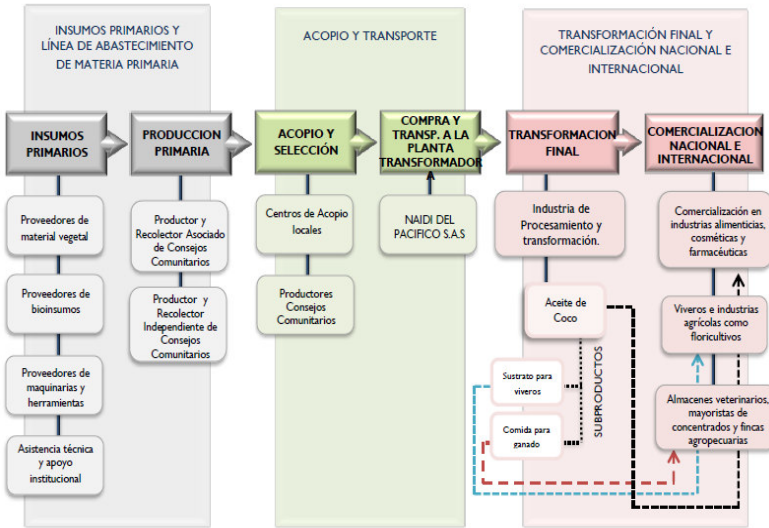 INSUMOS PRIMARIOS Y
LÍNEA DE ABASTECIMIENTO
DE MATERIA PRIMARIA
ACOPIO Y TRANSPORTE
TRANSFORMACIÓN FINAL
Y COMERCIALIZACIÓN NACIONAL E
INTERNACIONAL
INSUMOS
PRIMARIOS
PRODUCCION
PRIMARIA
ACOPIO Y
SELECCIÓN
COMPRA Y
TRANSP. A LA
PLANTA
TRANSFORMADOR
TRANSFORMACION
FINAL
COMERCIALIZACION
NACIONAL E
INTERNACIONAL
Proveedores de
material vegetal
Proveedores de
bioinsumos
Proveedores de
maquinarias y
herramientas
Asistencia técnica
y apoyo
institucional
Productor y
Recolector Asociado
de Consejos
Comunitarios
Productor y
Recolector
Independiente de
Consejos
Comunitarios
Centros de Acopio
locales
Productores
Consejos
Comunitarios
NAIDI DEL
PACIFICO S.A.S
Industria de
Procesamiento y
transformación.
Aceite de
Coco
SUBPRODUCTOS
Sustrato para
viveros
Comida para
ganado
Comercialización en
industrias alimenticias,
cosméticas y
farmacéuticas
Viveros e industrias
agrícolas como
floricultivos
Almacenes veterinarios,
mayoristas de
concentrados y fincas
agropecuarias